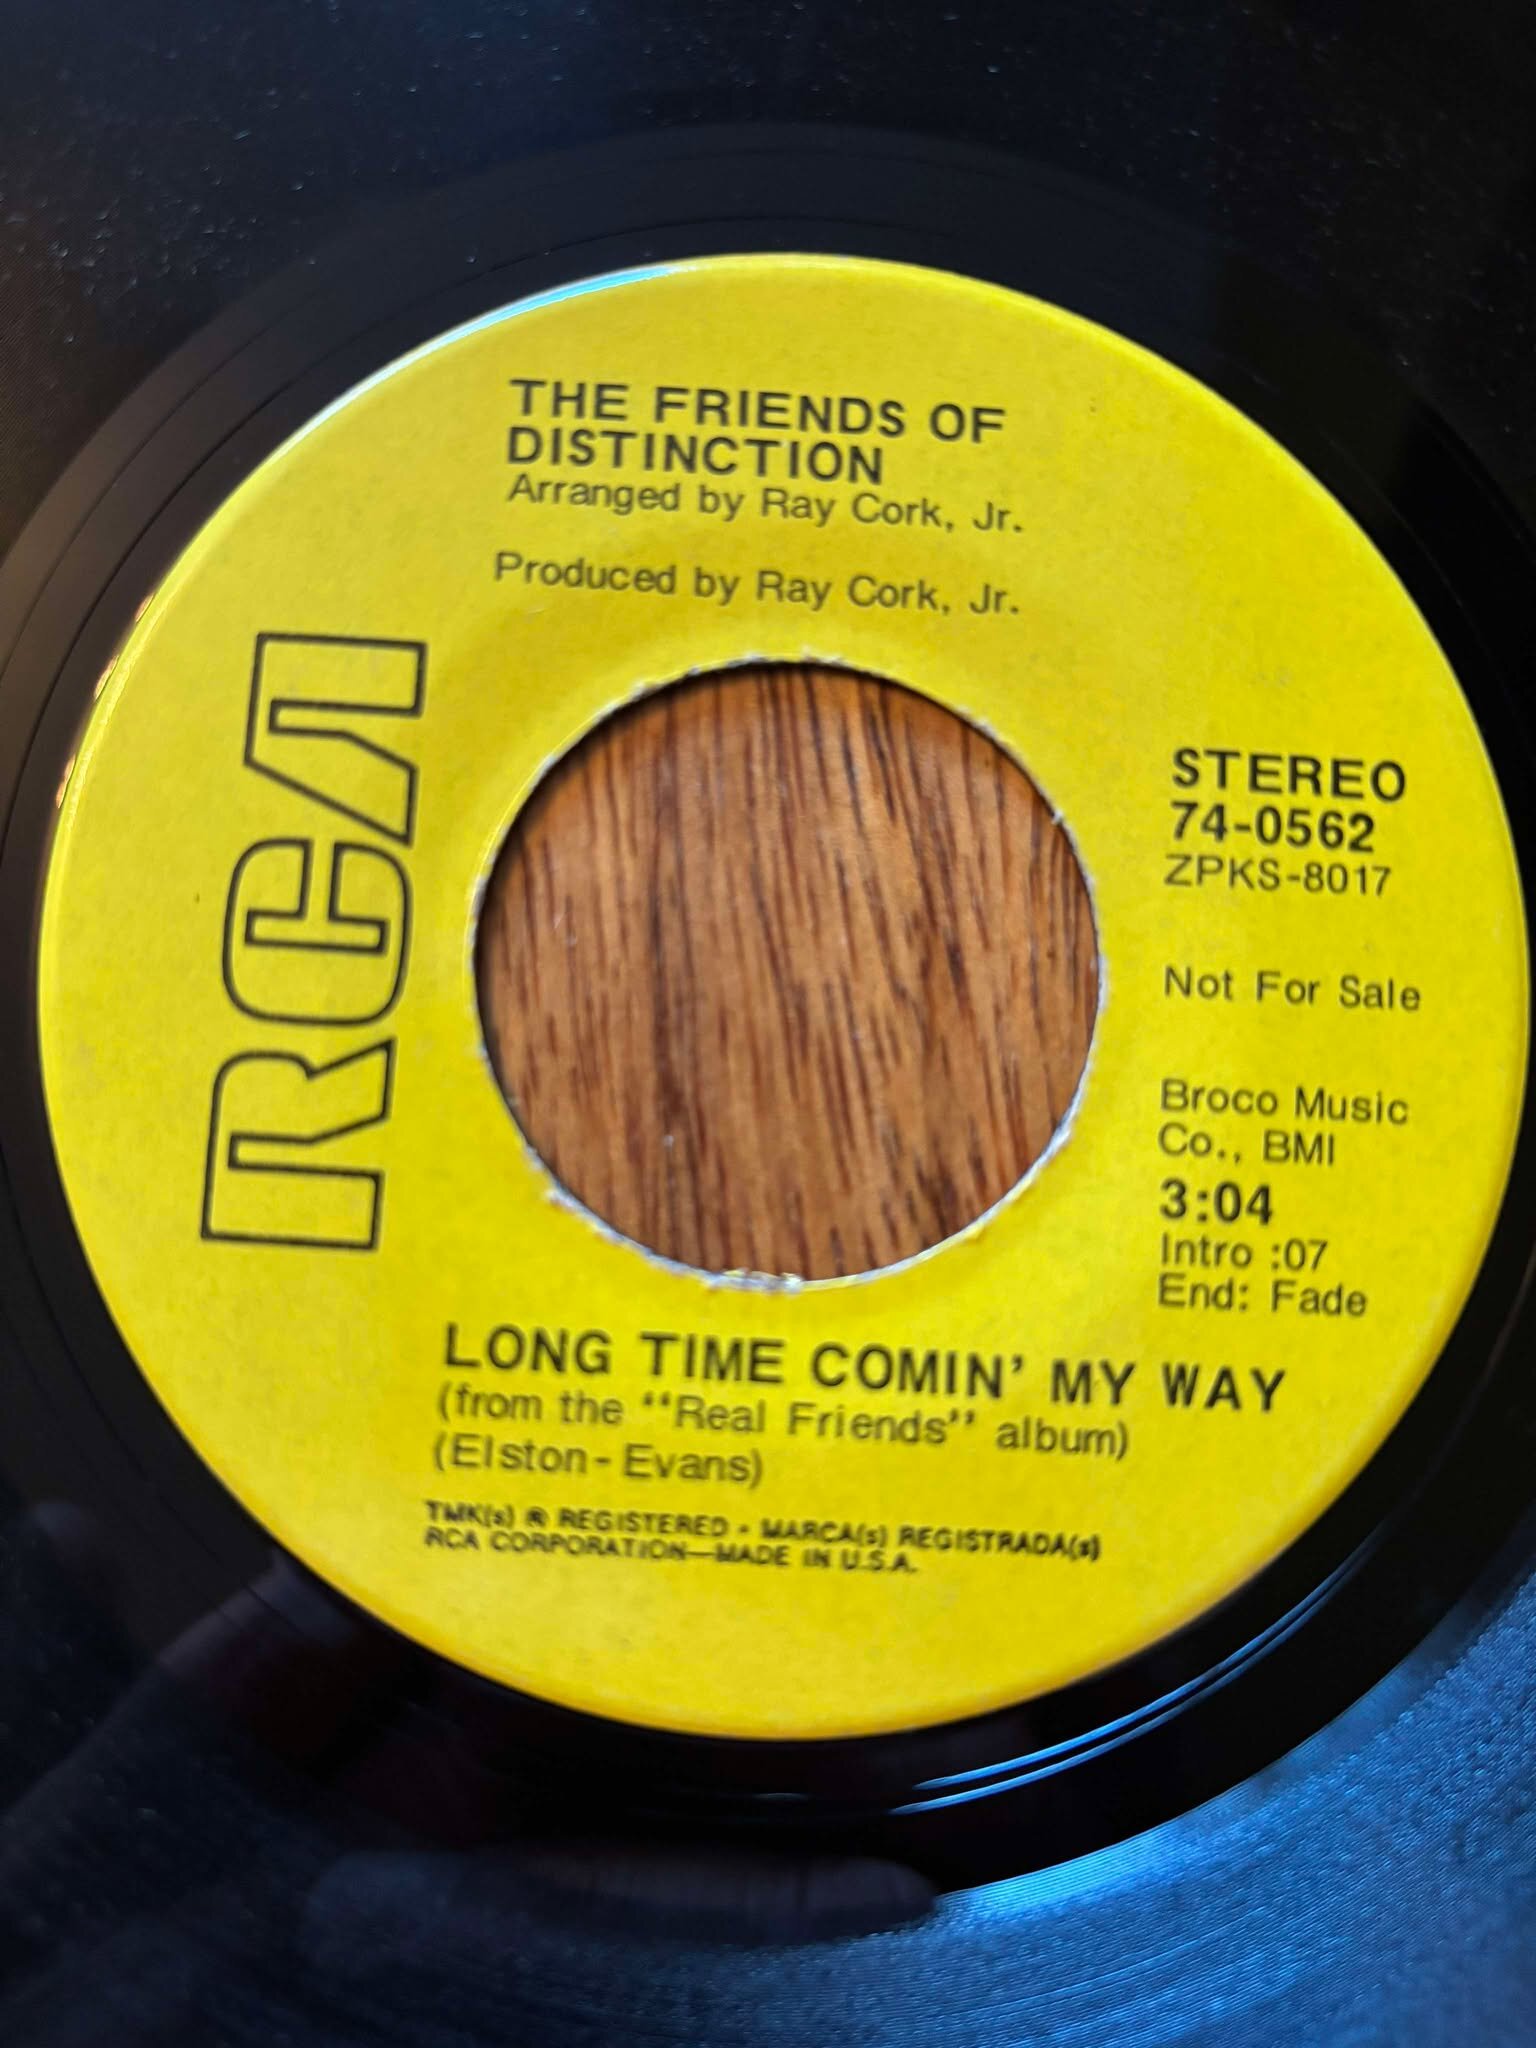 THE FRIENDS OF
DISTINCTION
Arranged by Ray Cork, Jr.
Produced by Ray Cork, Jr.
RCA
STEREO
74-0562
ZPKS-8017
Not For Sale
Broco Music
Co., BMI
3:04
Intro :07
End: Fade
LONG TIME COMIN' MY WAY
(from the "Real Friends" album)
(Elston-Evans)
TMK(s) ® REGISTERED • MARCA(s) REGISTRADA(s)
RCA CORPORATION—MADE IN U.S.A.